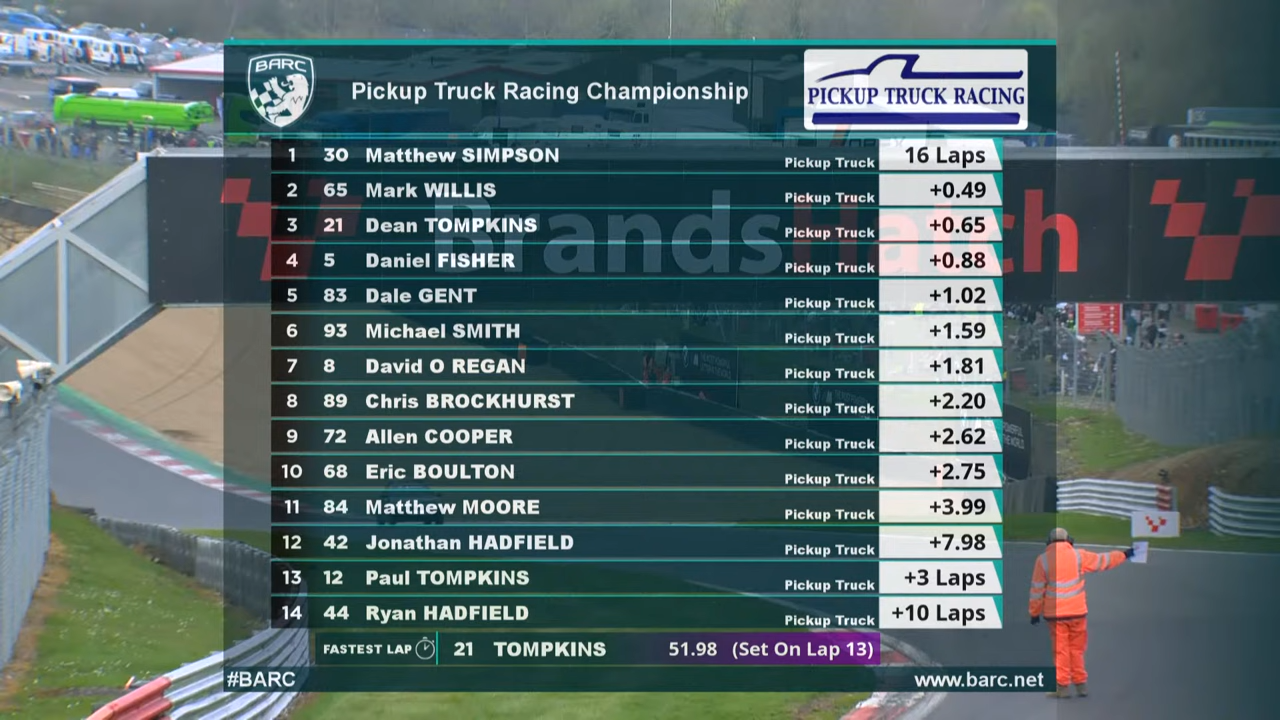 BARC
Pickup Truck Racing Championship
PICKUP TRUCK RACING
1 30 Matthew SIMPSON Pickup Truck 16 Laps
2 65 Mark WILLIS Pickup Truck +0.49
3 21 Dean TOMPKINS Pickup Truck +0.65
4 5 Daniel FISHER Pickup Truck +0.88
5 83 Dale GENT Pickup Truck +1.02
6 93 Michael SMITH Pickup Truck +1.59
7 8 David O REGAN Pickup Truck +1.81
8 89 Chris BROCKHURST Pickup Truck +2.20
9 72 Allen COOPER Pickup Truck +2.62
10 68 Eric BOULTON Pickup Truck +2.75
11 84 Matthew MOORE Pickup Truck +3.99
12 42 Jonathan HADFIELD Pickup Truck +7.98
13 12 Paul TOMPKINS Pickup Truck +3 Laps
14 44 Ryan HADFIELD Pickup Truck +10 Laps
FASTEST LAP 21 TOMPKINS 51.98 (Set On Lap 13)
#BARC www.barc.net
BrandsHatch